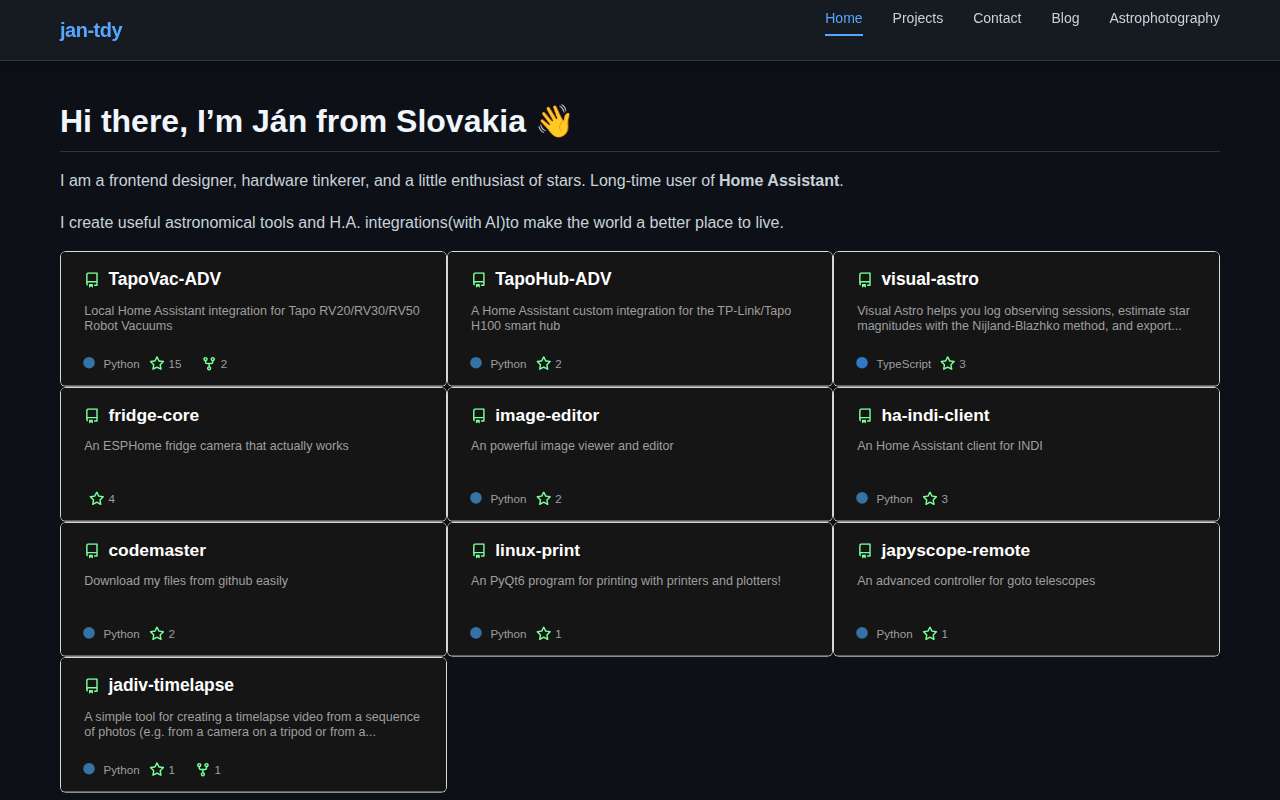 jan-tdy
Home Projects Contact Blog Astrophotography
Hi there, I’m Ján from Slovakia 👋
I am a frontend designer, hardware tinkerer, and a little enthusiast of stars. Long-time user of Home Assistant.
I create useful astronomical tools and H.A. integrations(with AI)to make the world a better place to live.
TapoVac-ADV
Local Home Assistant integration for Tapo RV20/RV30/RV50
Robot Vacuums
Python 15 2
TapoHub-ADV
A Home Assistant custom integration for the TP-Link/Tapo
H100 smart hub
Python 2
visual-astro
Visual Astro helps you log observing sessions, estimate star
magnitudes with the Nijland-Blazhko method, and export...
TypeScript 3
fridge-core
An ESPHome fridge camera that actually works
4
image-editor
An powerful image viewer and editor
Python 2
ha-indi-client
An Home Assistant client for INDI
Python 3
codemaster
Download my files from github easily
Python 2
linux-print
An PyQt6 program for printing with printers and plotters!
Python 1
japyscope-remote
An advanced controller for goto telescopes
Python 1
jadiv-timelapse
A simple tool for creating a timelapse video from a sequence
of photos (e.g. from a camera on a tripod or from a...
Python 1 1